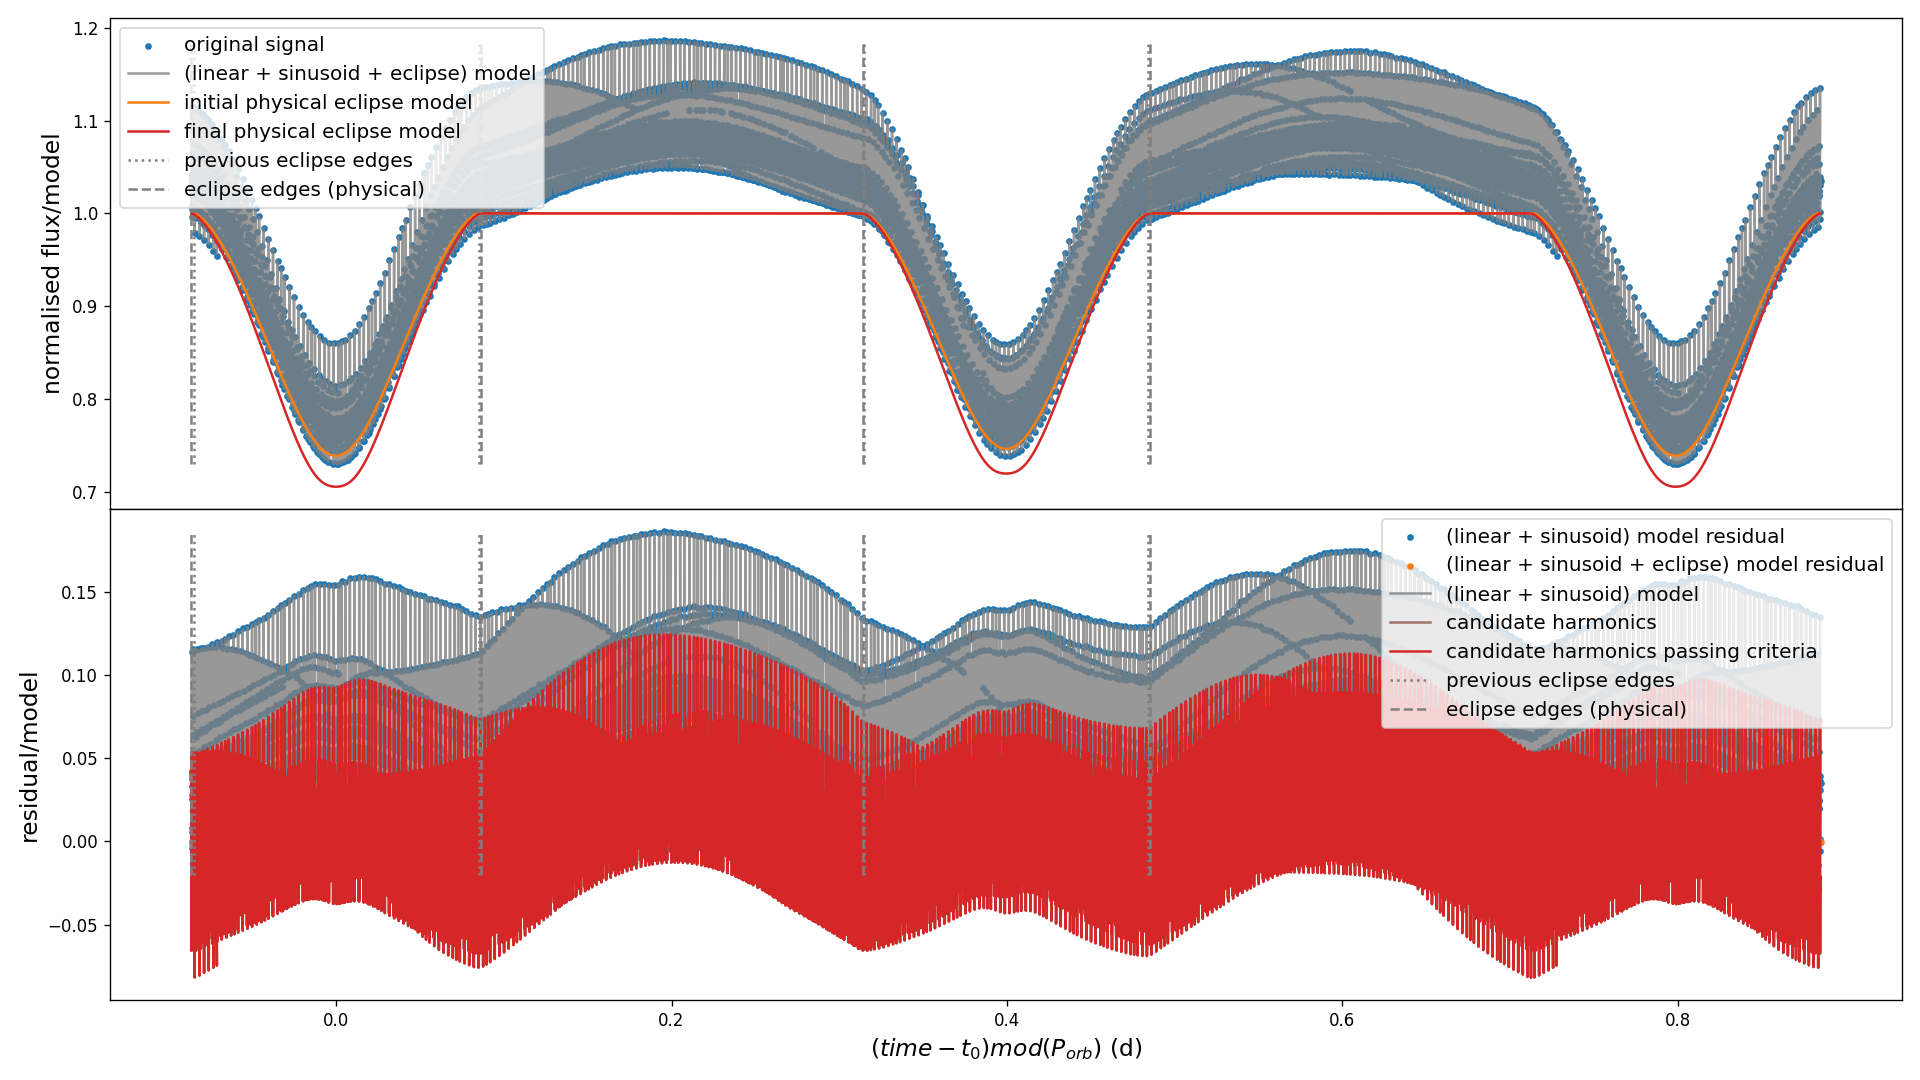 1.2
1.1
1.0
0.9
0.8
0.7
normalised flux/model
original signal
(linear + sinusoid + eclipse) model
initial physical eclipse model
final physical eclipse model
previous eclipse edges
eclipse edges (physical)
0.15
0.10
0.05
0.00
−0.05
residual/model
(linear + sinusoid) model residual
(linear + sinusoid + eclipse) model residual
(linear + sinusoid) model
candidate harmonics
candidate harmonics passing criteria
previous eclipse edges
eclipse edges (physical)
0.0 0.2 0.4 0.6 0.8
(time − t₀)mod(P_orb) (d)